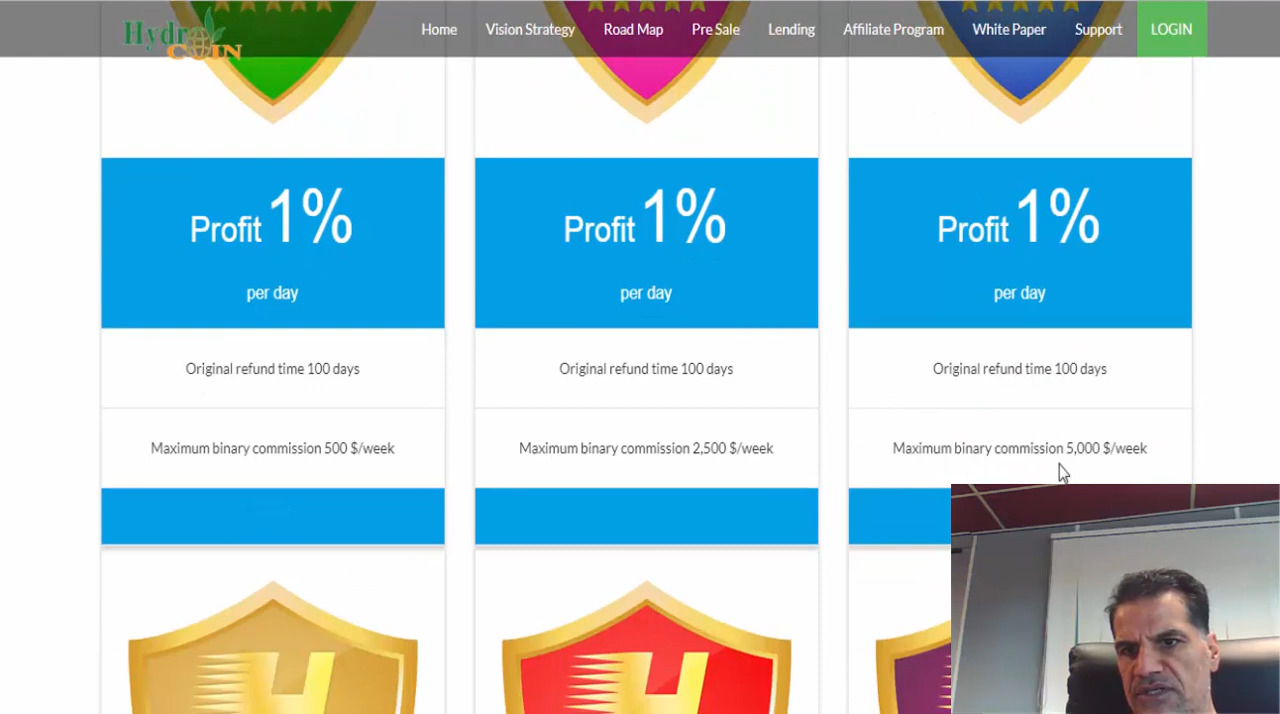 Hydro
COIN
Home Vision Strategy Road Map Pre Sale Lending Affiliate Program White Paper Support LOGIN
Profit 1% Profit 1% Profit 1%
per day per day per day
Original refund time 100 days Original refund time 100 days Original refund time 100 days
Maximum binary commission 500 $/week Maximum binary commission 2,500 $/week Maximum binary commission 5,000 $/week
H H